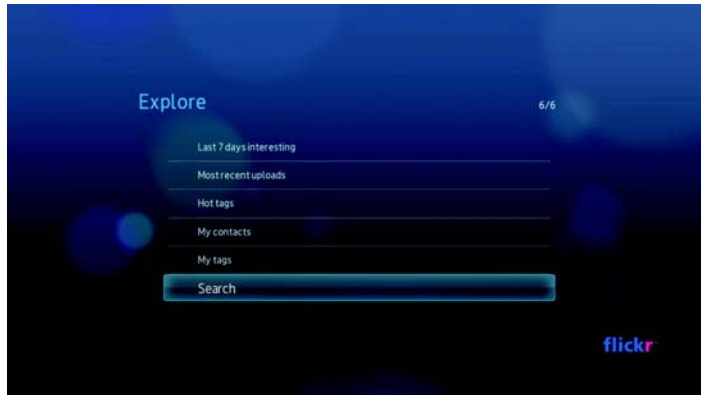 Explore
6/6
Last 7 days interesting
Most recent uploads
Hot tags
My contacts
My tags
Search
flickr